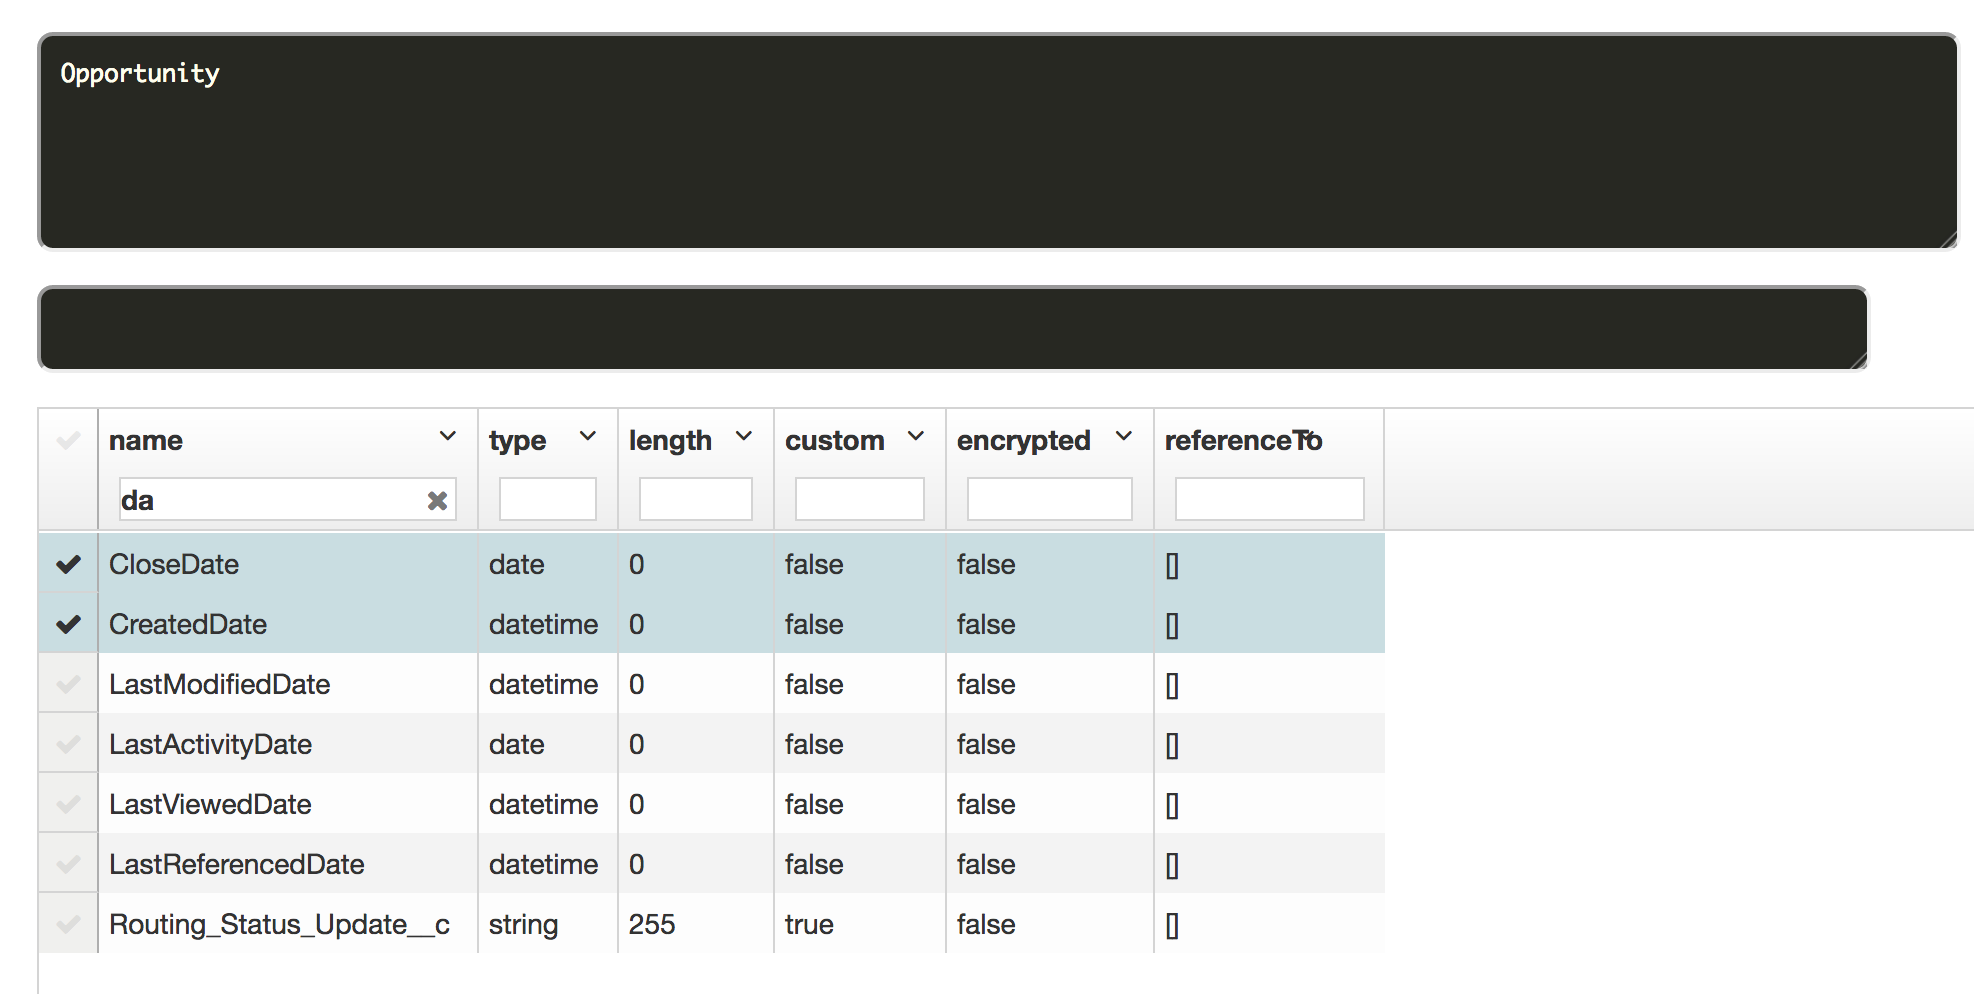 Opportunity
name type length custom encrypted referenceTo
da
CloseDate date 0 false false []
CreatedDate datetime 0 false false []
LastModifiedDate datetime 0 false false []
LastActivityDate date 0 false false []
LastViewedDate datetime 0 false false []
LastReferencedDate datetime 0 false false []
Routing_Status_Update__c string 255 true false []